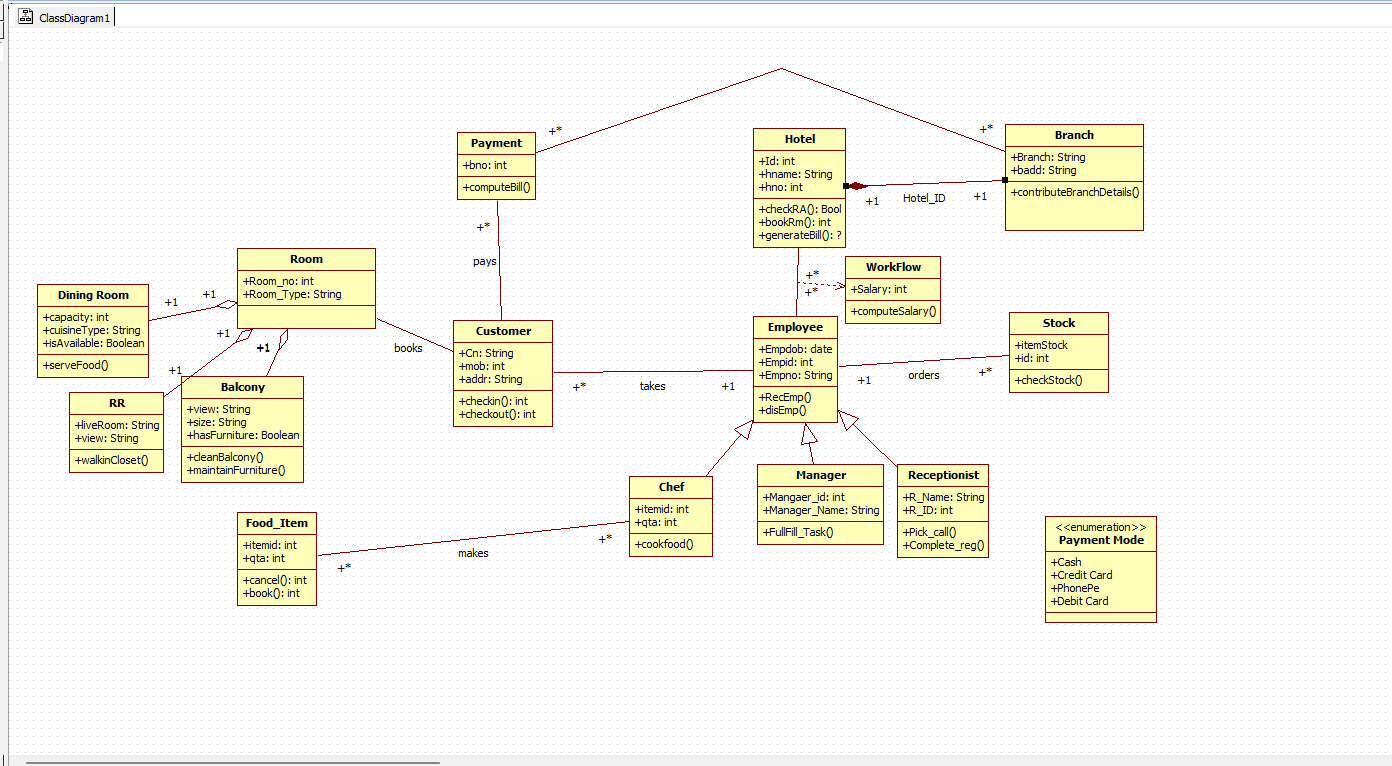 ClassDiagram1
Payment
+bno: int
+computeBill()
+*
+*
Hotel
+Id: int
+hname: String
+hno: int
+checkRA(): Bool
+bookRm(): int
+generateBill(): ?
+1
Hotel_ID
+1
Branch
+Branch: String
+badd: String
+contributeBranchDetails()
+*
pays
+*
+*
WorkFlow
+Salary: int
+computeSalary()
Room
+Room_no: int
+Room_Type: String
Dining Room
+capacity: int
+cuisineType: String
+isAvailable: Boolean
+serveFood()
+1
+1
+1
+1
+1
+1
books
Customer
+Cn: String
+mob: int
+addr: String
+checkin(): int
+checkout(): int
+*
takes
+1
Employee
+Empdob: date
+Empid: int
+Empno: String
+RecEmp()
+disEmp()
+1
orders
+*
Stock
+itemStock
+id: int
+checkStock()
RR
+liveRoom: String
+view: String
+walkinCloset()
Balcony
+view: String
+size: String
+hasFurniture: Boolean
+cleanBalcony()
+maintainFurniture()
Chef
+itemid: int
+qta: int
+cookfood()
Manager
+Mangaer_id: int
+Manager_Name: String
+FullFill_Task()
Receptionist
+R_Name: String
+R_ID: int
+Pick_call()
+Complete_reg()
Food_Item
+itemid: int
+qta: int
+cancel(): int
+book(): int
+*
makes
+*
<<enumeration>>
Payment Mode
+Cash
+Credit Card
+PhonePe
+Debit Card